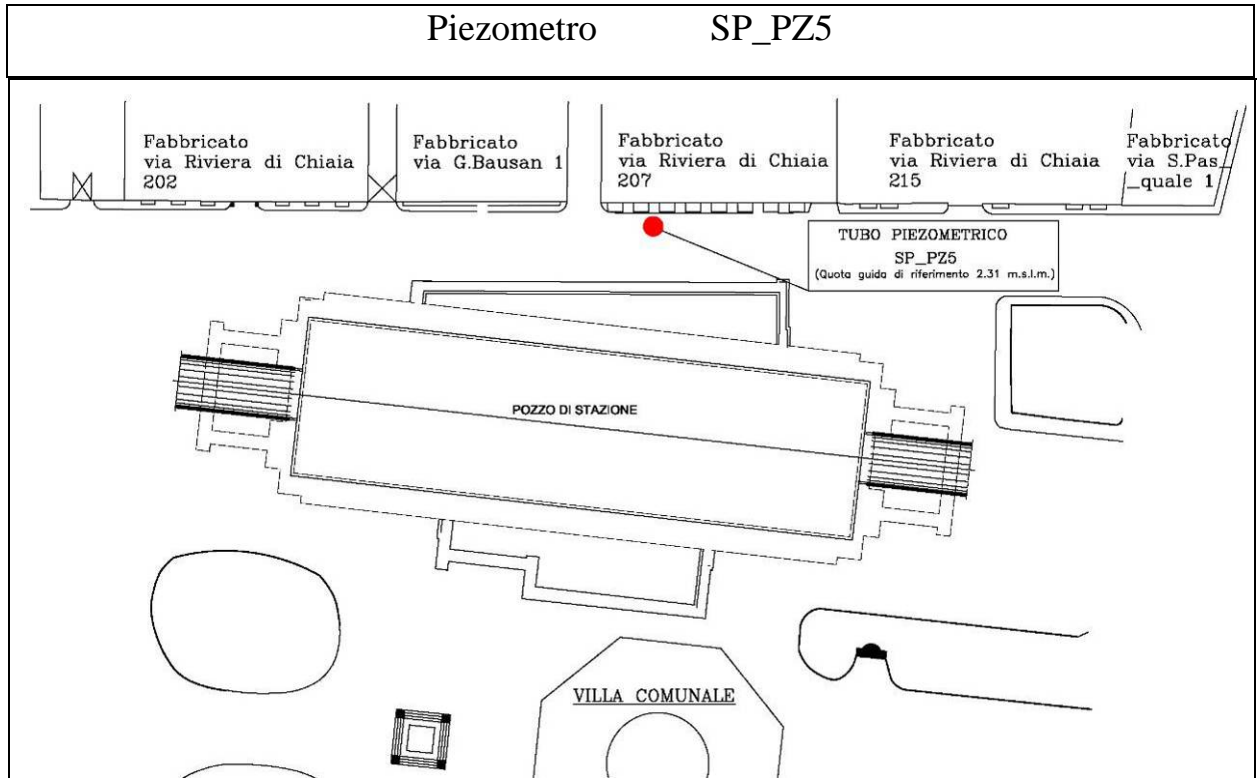 Piezometro SP_PZ5
Fabbricato
via Riviera di Chiaia
202
Fabbricato
via G.Bausan 1
Fabbricato
via Riviera di Chiaia
207
Fabbricato
via Riviera di Chiaia
215
Fabbricato
via S.Pas_
_quale 1
TUBO PIEZOMETRICO
SP_PZ5
(Quota guida di riferimento 2.31 m.s.l.m.)
POZZO DI STAZIONE
VILLA COMUNALE